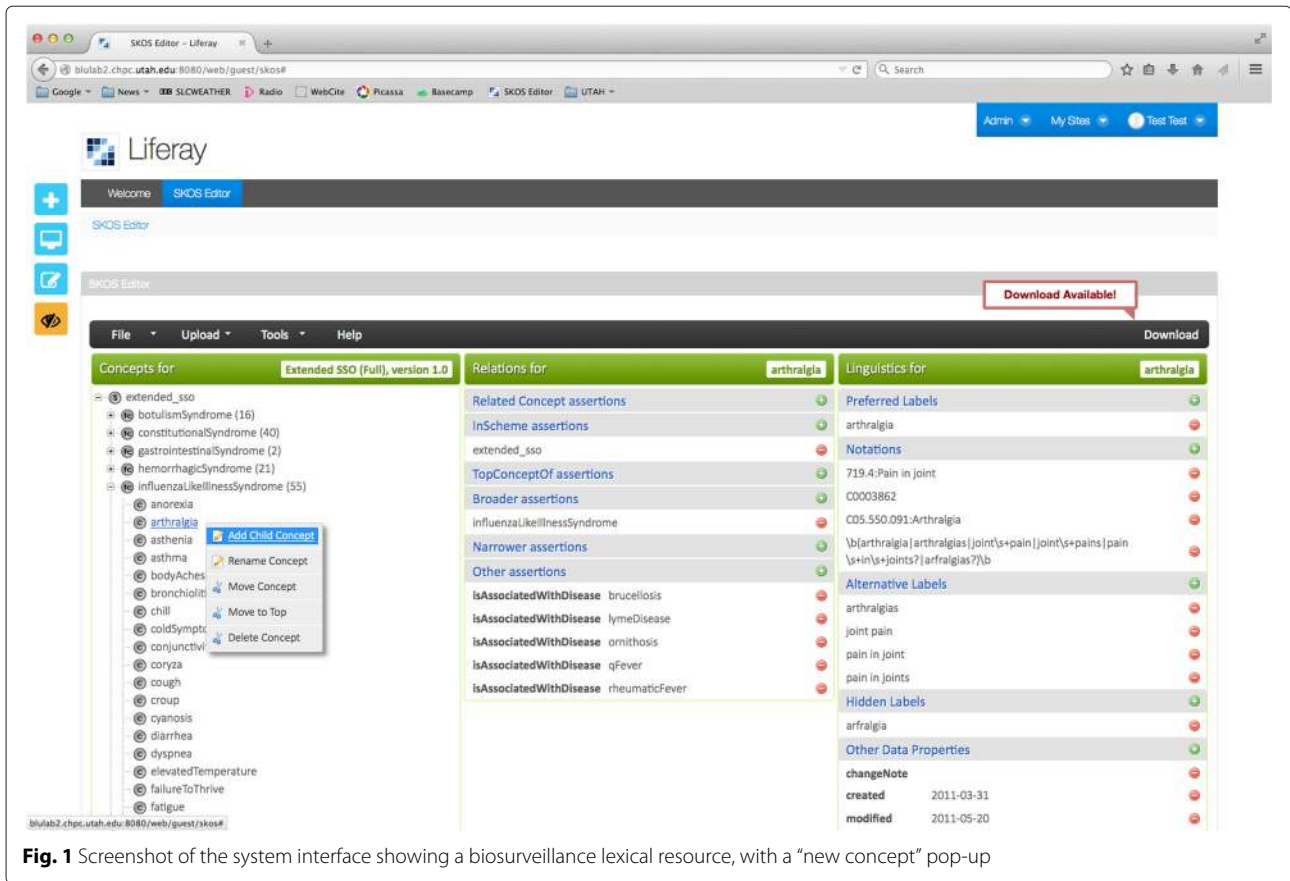 SKOS Editor – Liferay
blulab2.chpc.utah.edu:8080/web/guest/skos#
Search
Google
News
SLCWEATHER
Radio
WebCite
Picassa
Basecamp
SKOS Editor
UTAH
Admin
My Sites
Test Test
Liferay
Welcome
SKOS Editor
SKOS Editor
SKOS Editor
Download Available!
File
Upload
Tools
Help
Download
Concepts for
Extended SSO (Full), version 1.0
extended_sso
botulismSyndrome (16)
constitutionalSyndrome (40)
gastrointestinalSyndrome (2)
hemorrhagicSyndrome (21)
influenzaLikeIllnessSyndrome (55)
anorexia
arthralgia
asthenia
asthma
bodyAches
bronchioliti
chill
coldSympto
conjunctivi
coryza
cough
croup
cyanosis
diarrhea
dyspnea
elevatedTemperature
failureToThrive
fatigue
Add Child Concept
Rename Concept
Move Concept
Move to Top
Delete Concept
Relations for
arthralgia
Related Concept assertions
InScheme assertions
extended_sso
TopConceptOf assertions
Broader assertions
influenzaLikeIllnessSyndrome
Narrower assertions
Other assertions
isAssociatedWithDisease brucellosis
isAssociatedWithDisease lymeDisease
isAssociatedWithDisease ornithosis
isAssociatedWithDisease qFever
isAssociatedWithDisease rheumaticFever
Linguistics for
arthralgia
Preferred Labels
arthralgia
Notations
719.4:Pain in joint
C0003862
C05.550.091:Arthralgia
\b(arthralgia|arthralgias|joint\s+pain|joint\s+pains|pain
\s+in\s+joints?|arfralgias?)\b
Alternative Labels
arthralgias
joint pain
pain in joint
pain in joints
Hidden Labels
arfralgia
Other Data Properties
changeNote
created 2011-03-31
modified 2011-05-20
blulab2.chpc.utah.edu:8080/web/guest/skos#
Fig. 1 Screenshot of the system interface showing a biosurveillance lexical resource, with a “new concept” pop-up